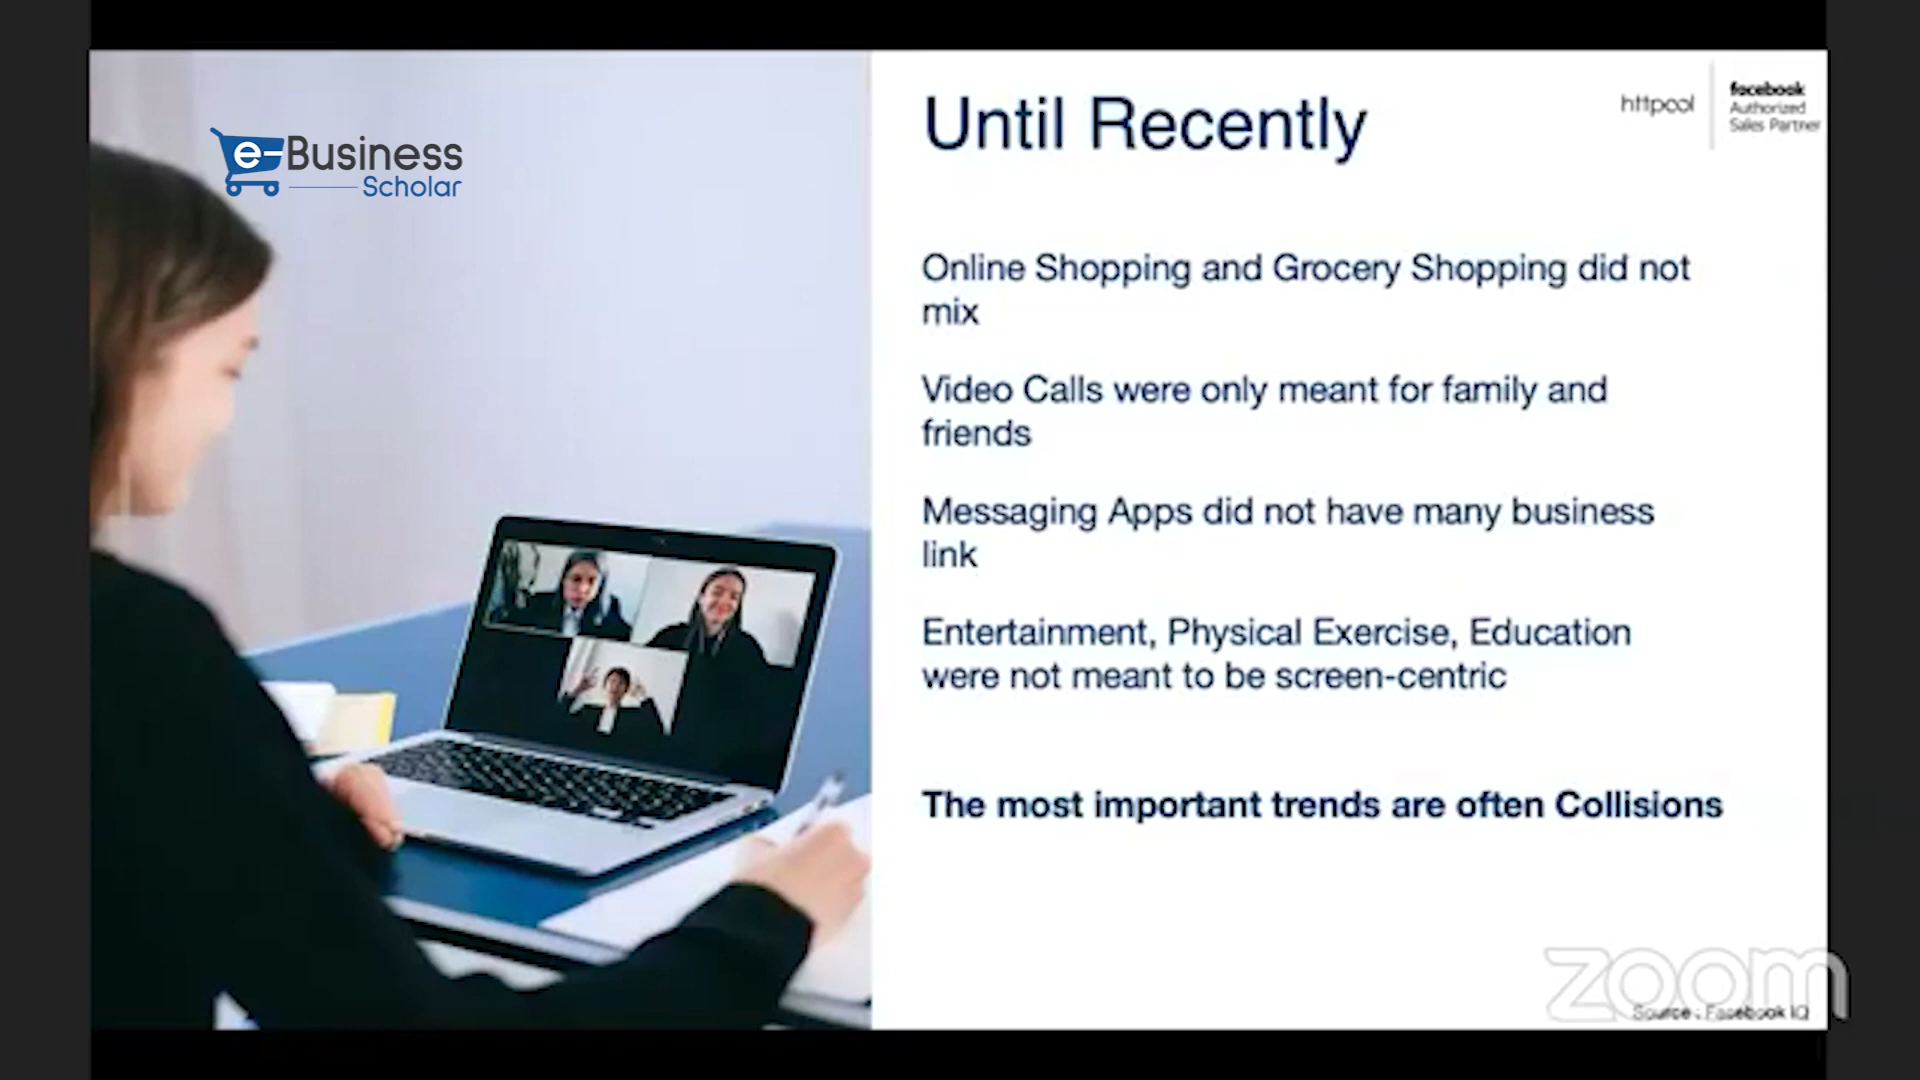 e-Business
Scholar
Until Recently
httpool
facebook
Authorized
Sales Partner
Online Shopping and Grocery Shopping did not
mix
Video Calls were only meant for family and
friends
Messaging Apps did not have many business
link
Entertainment, Physical Exercise, Education
were not meant to be screen-centric
The most important trends are often Collisions
zoom
Source : Facebook IQ